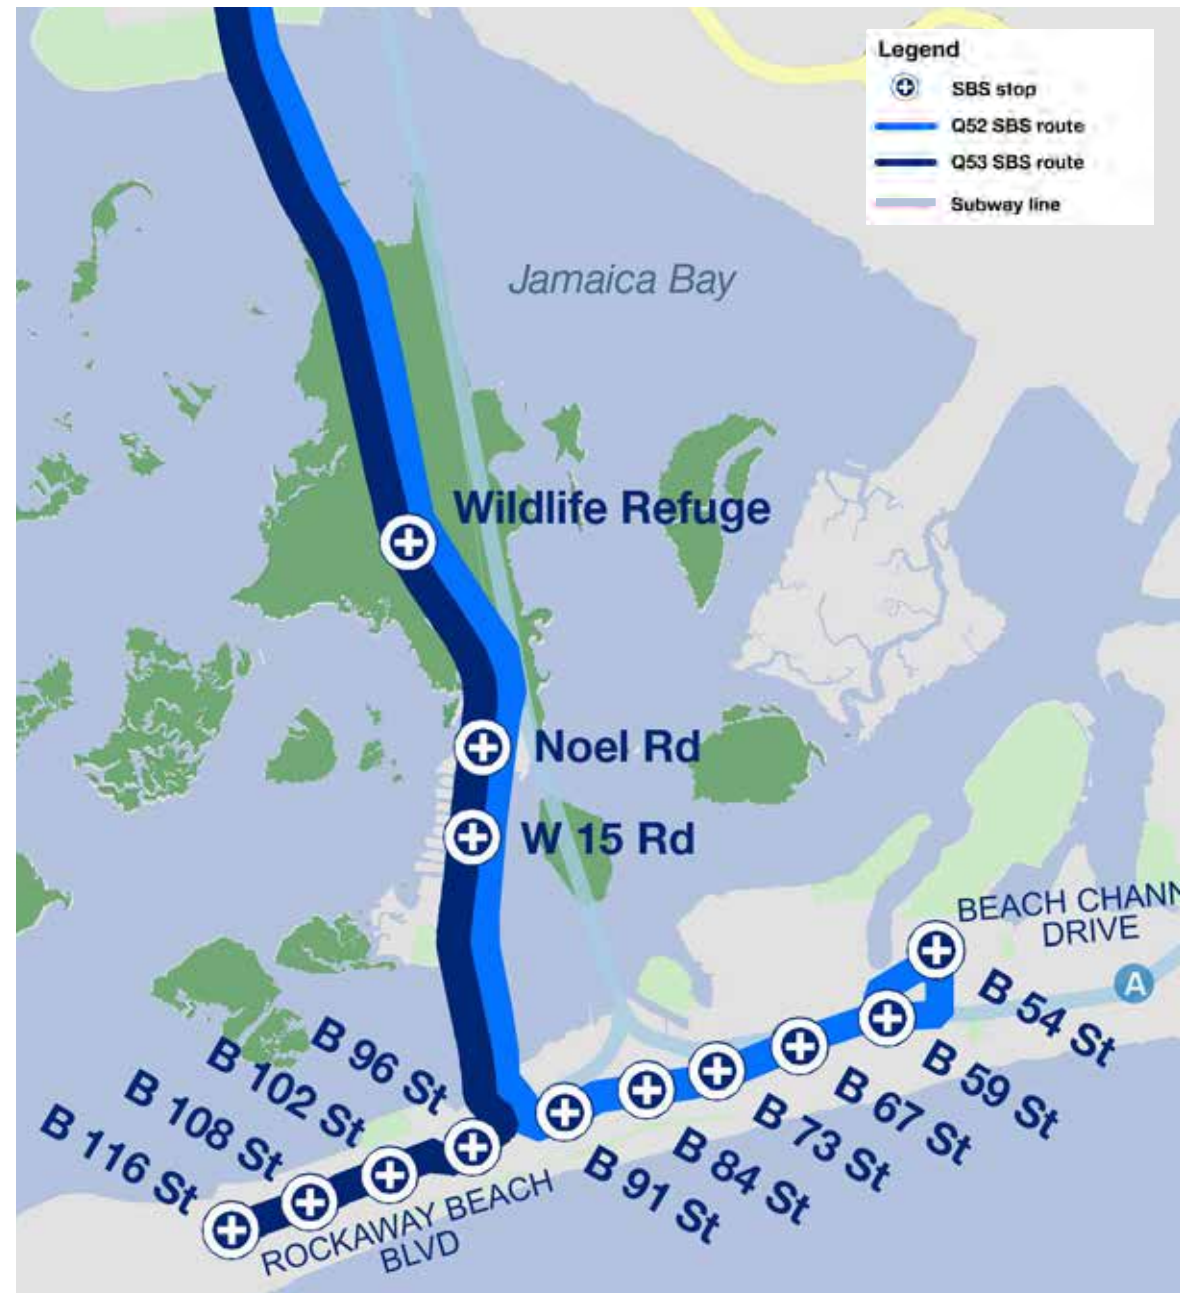 Legend
SBS stop
Q52 SBS route
Q53 SBS route
Subway line
Jamaica Bay
Wildlife Refuge
Noel Rd
W 15 Rd
BEACH CHANN
DRIVE
A
B 54 St
B 59 St
B 67 St
B 73 St
B 84 St
B 91 St
B 96 St
B 102 St
B 108 St
B 116 St
ROCKAWAY BEACH
BLVD